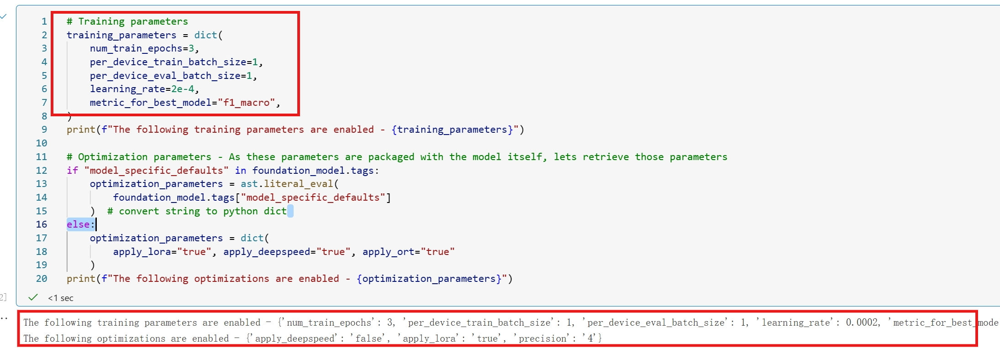 1 # Training parameters
2 training_parameters = dict(
3     num_train_epochs=3,
4     per_device_train_batch_size=1,
5     per_device_eval_batch_size=1,
6     learning_rate=2e-4,
7     metric_for_best_model="f1_macro",
8 )
9 print(f"The following training parameters are enabled - {training_parameters}")
10
11 # Optimization parameters - As these parameters are packaged with the model itself, lets retrieve those parameters
12 if "model_specific_defaults" in foundation_model.tags:
13     optimization_parameters = ast.literal_eval(
14         foundation_model.tags["model_specific_defaults"]
15     )  # convert string to python dict
16 else:
17     optimization_parameters = dict(
18         apply_lora="true", apply_deepspeed="true", apply_ort="true"
19     )
20 print(f"The following optimizations are enabled - {optimization_parameters}")
2] <1 sec
The following training parameters are enabled - {'num_train_epochs': 3, 'per_device_train_batch_size': 1, 'per_device_eval_batch_size': 1, 'learning_rate': 0.0002, 'metric_for_best_mode
The following optimizations are enabled - {'apply_deepspeed': 'false', 'apply_lora': 'true', 'precision': '4'}